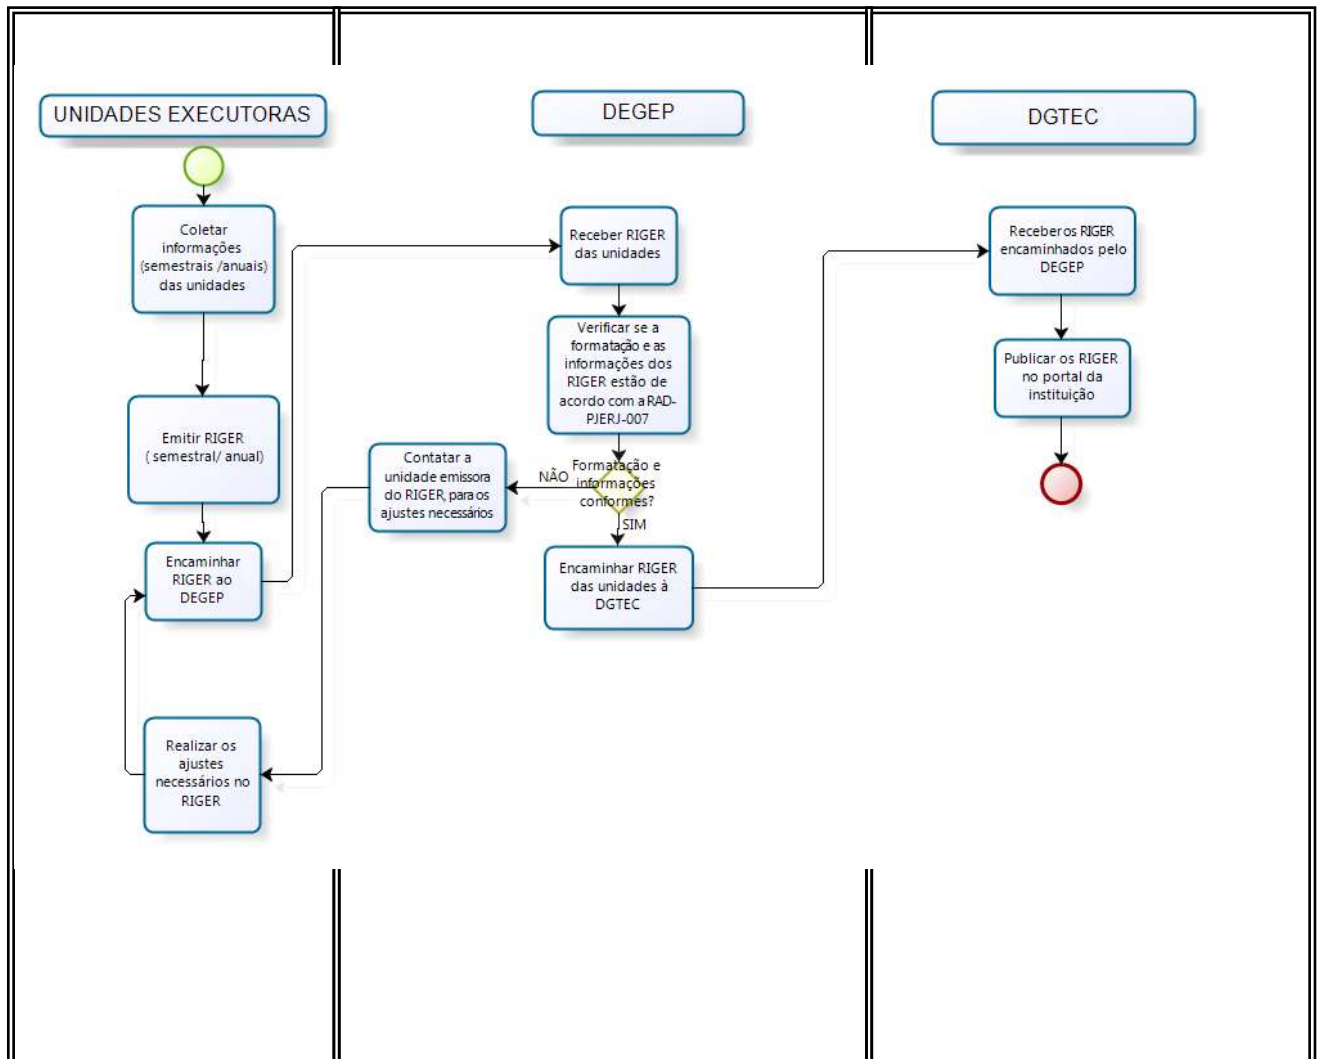 UNIDADES EXECUTORAS
DEGEP
DGTEC
Coletar
informações
(semestrais /anuais)
das unidades
Emitir RIGER
( semestral/ anual)
Encaminhar
RIGER ao
DEGEP
Realizar os
ajustes
necessários no
RIGER
Receber RIGER
das unidades
Verificar se a
formatação e as
informações dos
RIGER estão de
acordo com a RAD-
PJERJ-007
Formatação e
informações
conformes?
NÃO
SIM
Contatar a
unidade emissora
do RIGER, para os
ajustes necessários
Encaminhar RIGER
das unidades à
DGTEC
Receber os RIGER
encaminhados pelo
DEGEP
Publicar os RIGER
no portal da
instituição